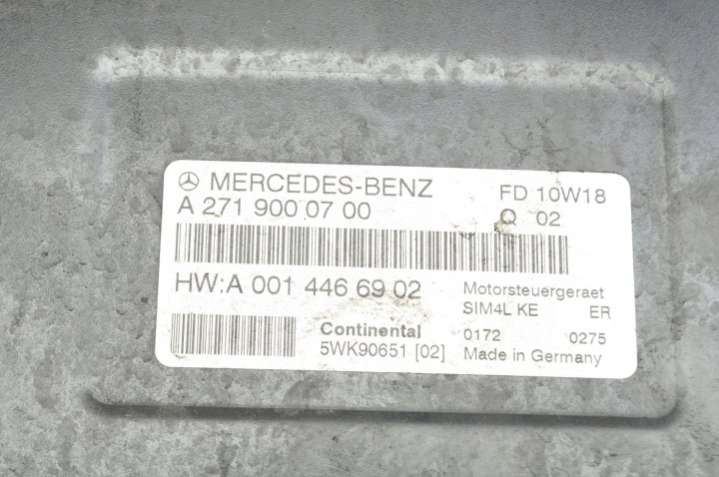 MERCEDES-BENZ FD 10W18
A 271 900 07 00 Q 02
HW:A 001 446 69 02 Motorsteuergeraet
SIM4L KE ER
Continental 0172 0275
5WK90651 [02] Made in Germany